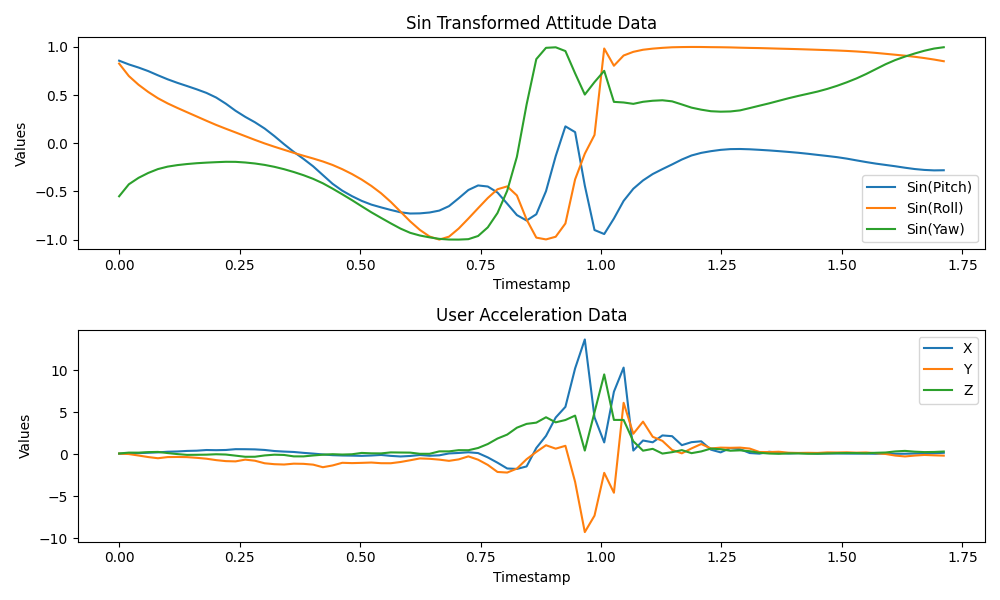 Sin Transformed Attitude Data
Values
1.0
0.5
0.0
−0.5
−1.0
Sin(Pitch)
Sin(Roll)
Sin(Yaw)
0.00 0.25 0.50 0.75 1.00 1.25 1.50 1.75
Timestamp
User Acceleration Data
Values
10
5
0
−5
−10
X
Y
Z
0.00 0.25 0.50 0.75 1.00 1.25 1.50 1.75
Timestamp